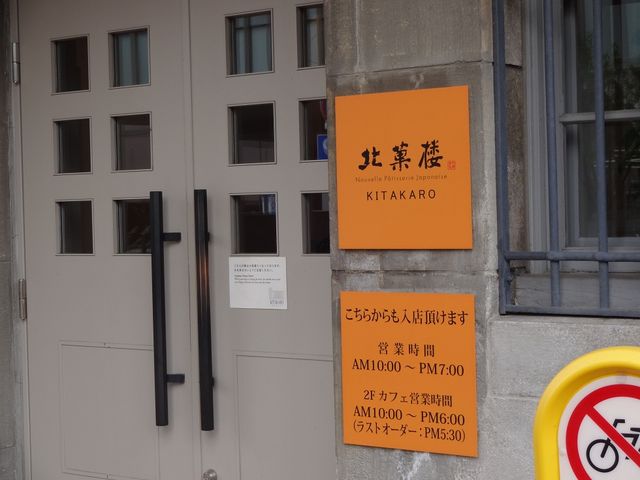 北菓楼
Nouvelle Pâtisserie Japonaise
KITAKARO
こちらからも入店頂けます
営業時間
AM10:00 ～ PM7:00
2F カフェ営業時間
AM10:00 ～ PM6:00
(ラストオーダー：PM5:30)